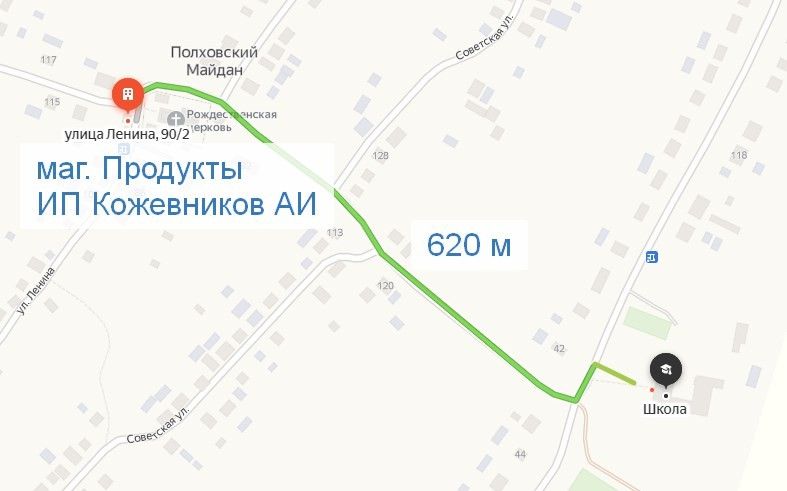 Советская ул.
Полховский
Майдан
117
115
Рождественская
церковь
улица Ленина, 90/2
128
118
маг. Продукты
ИП Кожевников АИ
113
620 м
ул. Ленина
120
42
Школа
Советская ул.
44